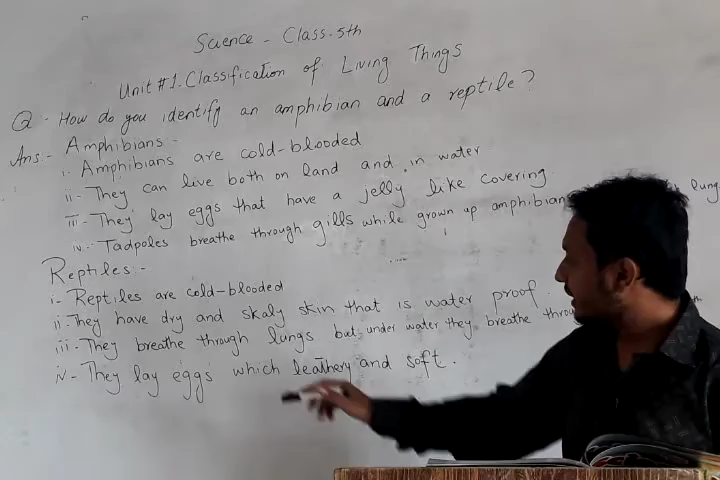 Science - Class-5th
Unit #1. Classification of Living Things
Q - How do you identify an amphibian and a reptile?
Ans:- Amphibians:-
i. Amphibians are cold-blooded
ii- They can live both on land and in water
iii- They lay eggs that have a jelly like covering
iv- Tadpoles breathe through gills while grown up amphibian lung
Reptiles:-
i- Reptiles are cold-blooded
ii- They have dry and skaly skin that is water proof.
iii- They breathe through lungs but under water they breathe throu
iv- They lay eggs which leathery and soft.